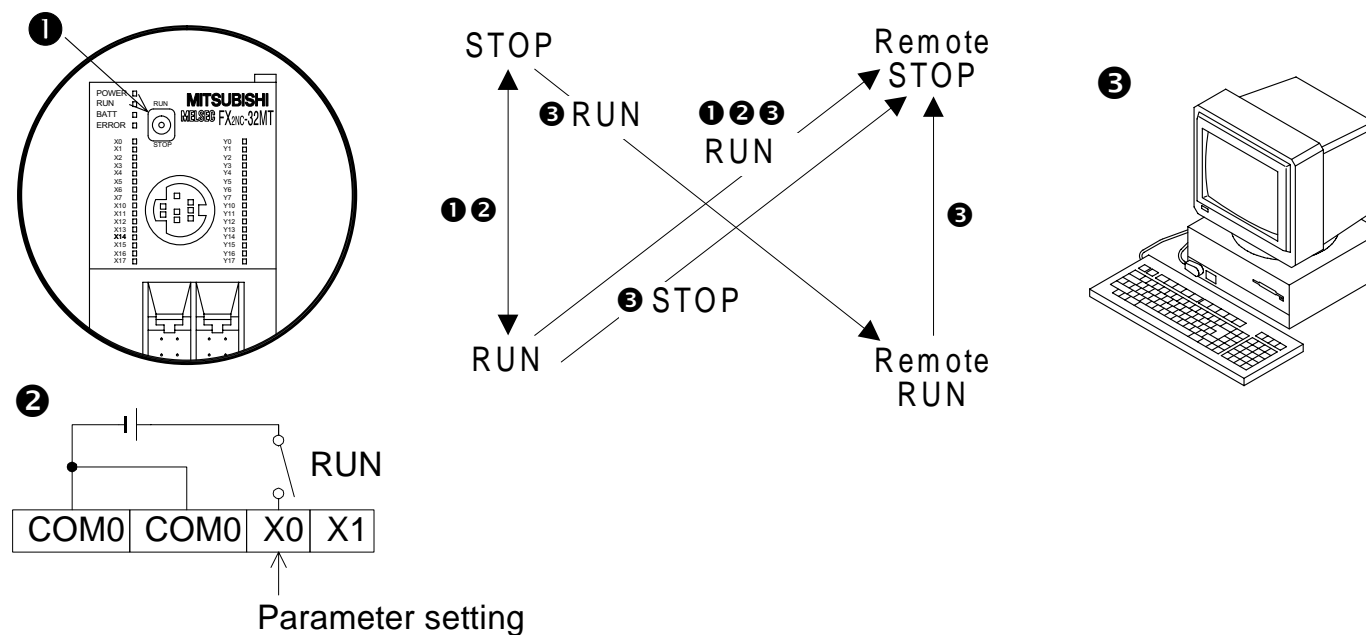 ❶
POWER
RUN
BATT
ERROR
RUN
STOP
MITSUBISHI
MELSEC FX2NC-32MT
X0
X1
X2
X3
X4
X5
X6
X7
X10
X11
X12
X13
X14
X15
X16
X17
Y0
Y1
Y2
Y3
Y4
Y5
Y6
Y7
Y10
Y11
Y12
Y13
Y14
Y15
Y16
Y17
STOP
Remote
STOP
❸ RUN
❶❷❸
RUN
❶❷
❸
❸ STOP
RUN
Remote
RUN
❸
❷
RUN
COM0 COM0 X0 X1
Parameter setting